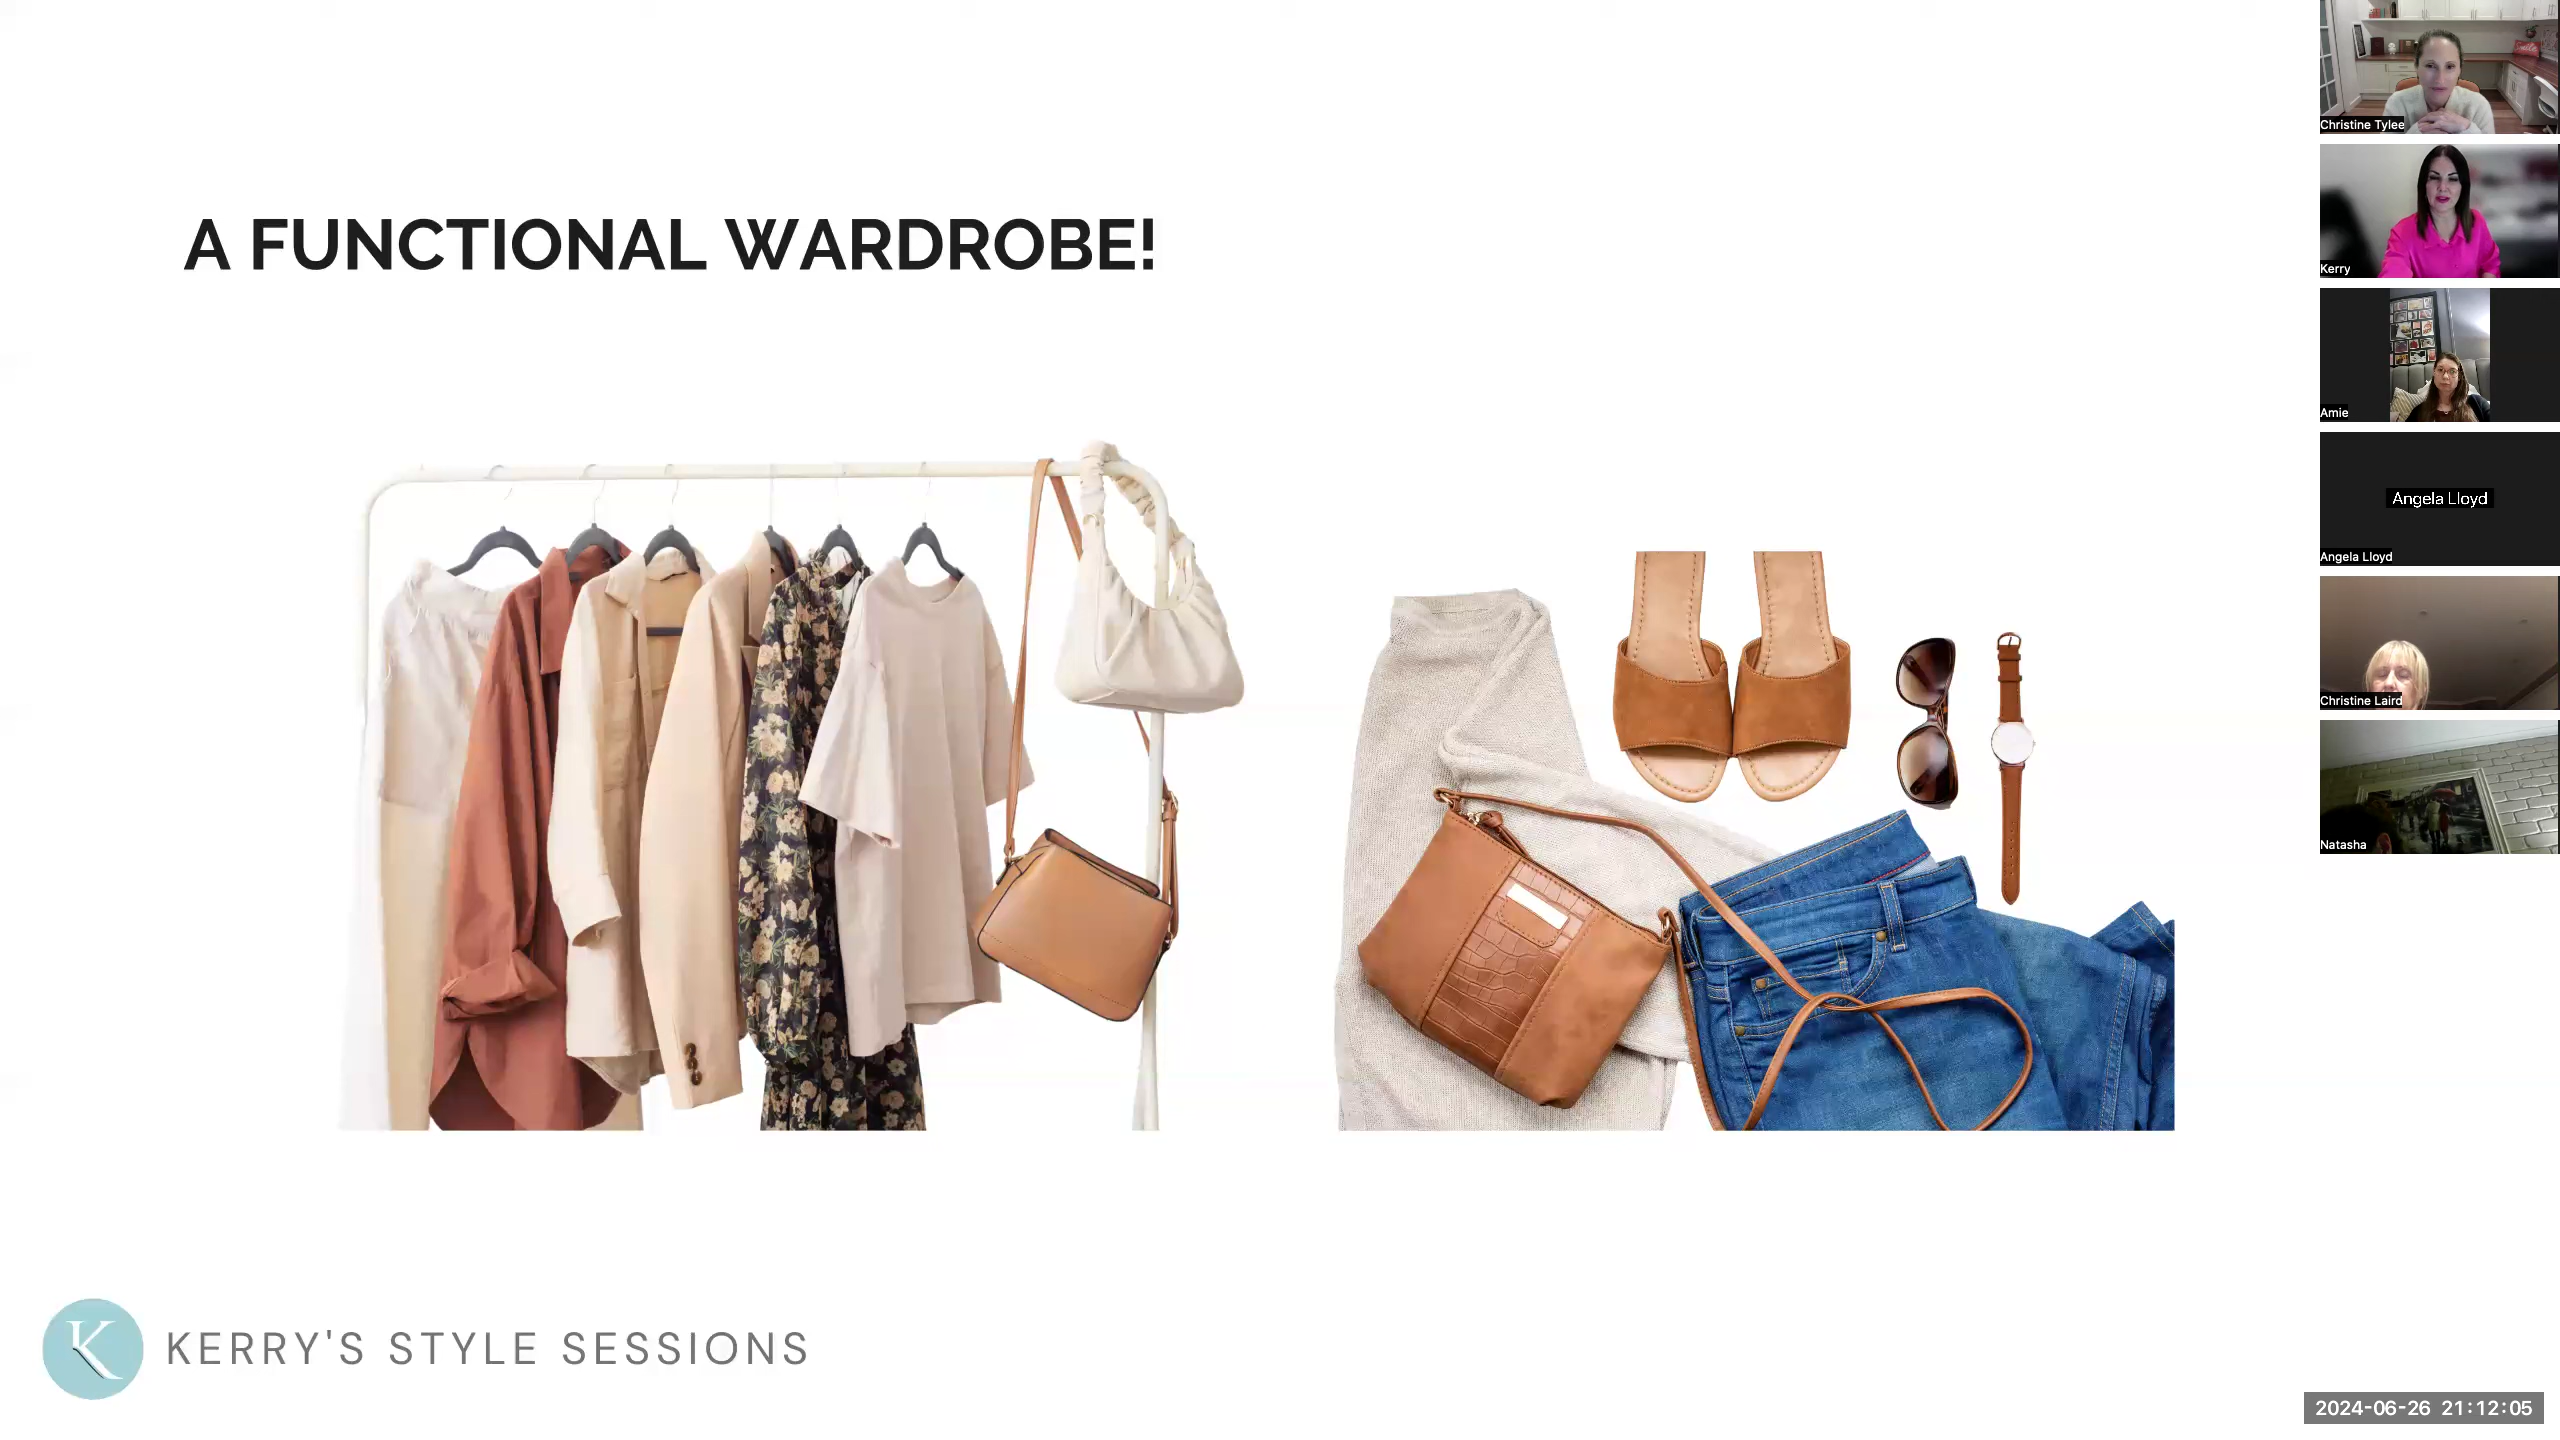 A FUNCTIONAL WARDROBE!
K KERRY'S STYLE SESSIONS
Christine Tylee
Kerry
Amie
Angela Lloyd
Angela Lloyd
Christine Laird
Natasha
2024-06-26 21:12:05